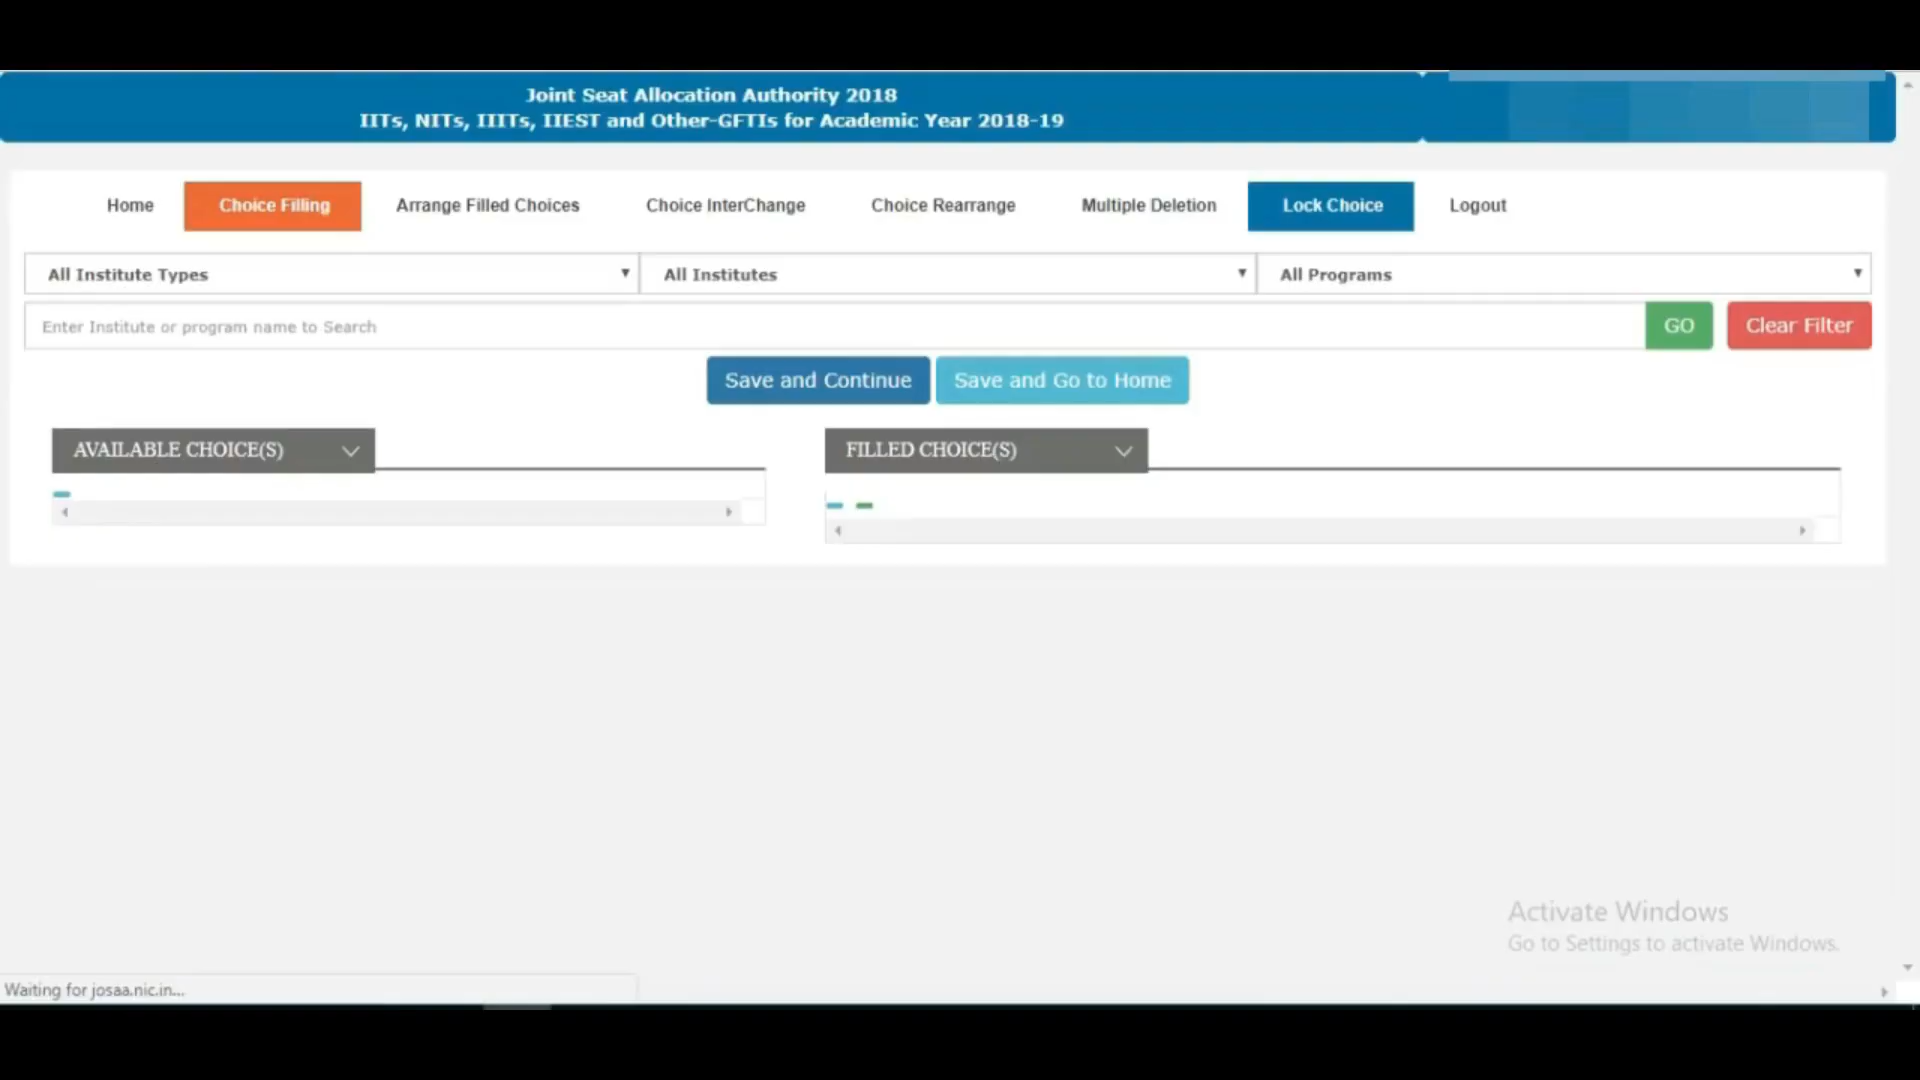 Joint Seat Allocation Authority 2018
IITs, NITs, IIITs, IIEST and Other-GFTIs for Academic Year 2018-19
Home Choice Filling Arrange Filled Choices Choice InterChange Choice Rearrange Multiple Deletion Lock Choice Logout
All Institute Types All Institutes All Programs
Enter Institute or program name to Search GO Clear Filter
Save and Continue Save and Go to Home
AVAILABLE CHOICE(S) FILLED CHOICE(S)
Activate Windows
Go to Settings to activate Windows.
Waiting for josaa.nic.in...